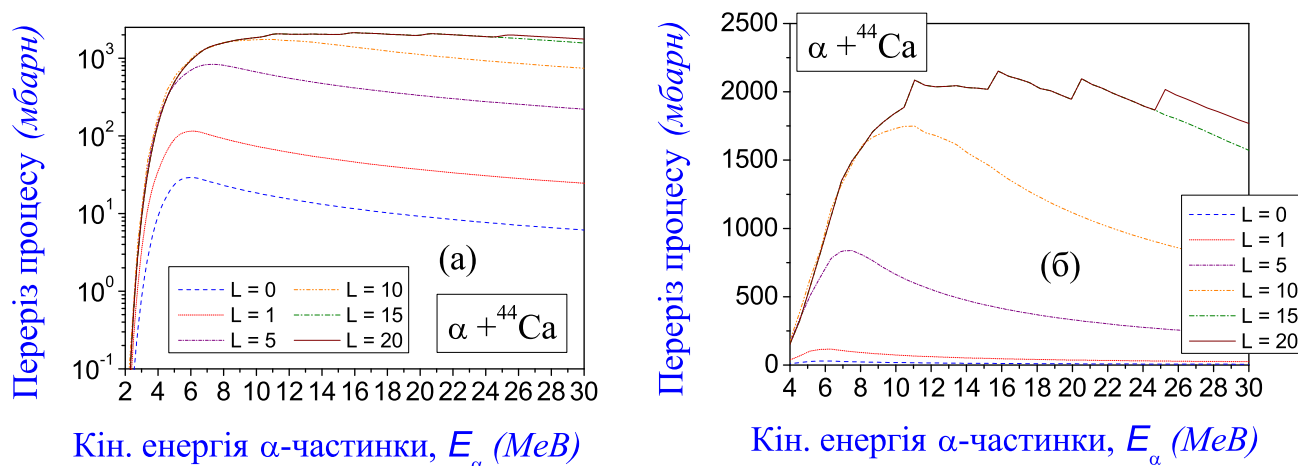 Переріз процесу (мбарн)
10³
10²
10¹
10⁰
10⁻¹
2 4 6 8 10 12 14 16 18 20 22 24 26 28 30
(а)
L = 0 L = 10
L = 1 L = 15
L = 5 L = 20
α + ⁴⁴Ca
Кін. енергія α-частинки, Eα (МеВ)
Переріз процесу (мбарн)
α + ⁴⁴Ca
2500
2000
1500
1000
500
0
4 6 8 10 12 14 16 18 20 22 24 26 28 30
(б)
L = 0
L = 1
L = 5
L = 10
L = 15
L = 20
Кін. енергія α-частинки, Eα (МеВ)